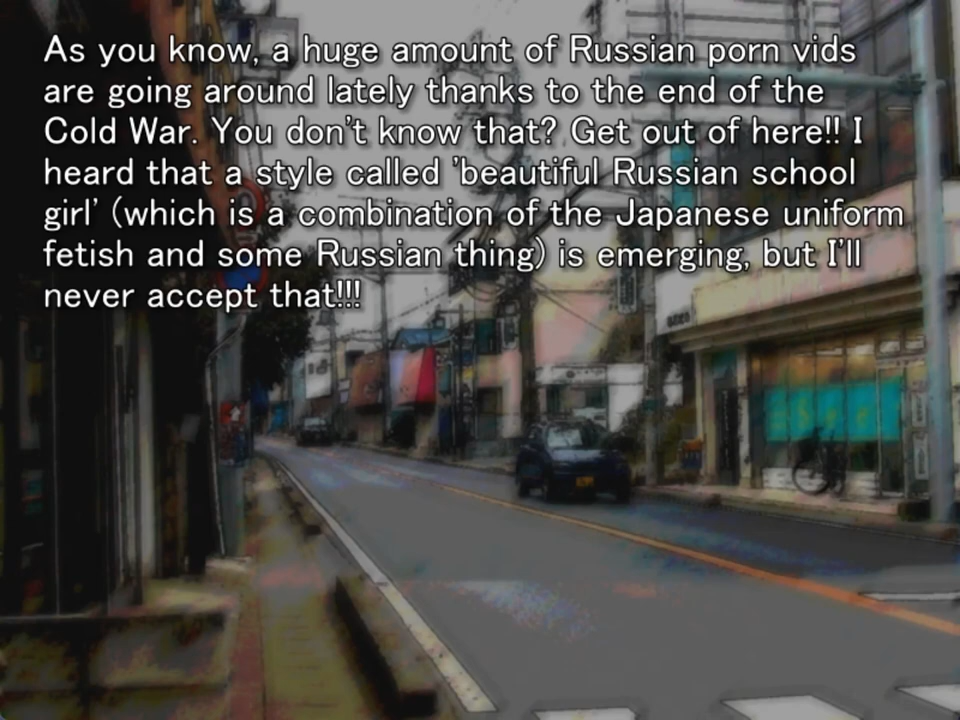 As you know, a huge amount of Russian porn vids
are going around lately thanks to the end of the
Cold War. You don't know that? Get out of here!! I
heard that a style called 'beautiful Russian school
girl' (which is a combination of the Japanese uniform
fetish and some Russian thing) is emerging, but I'll
never accept that!!!